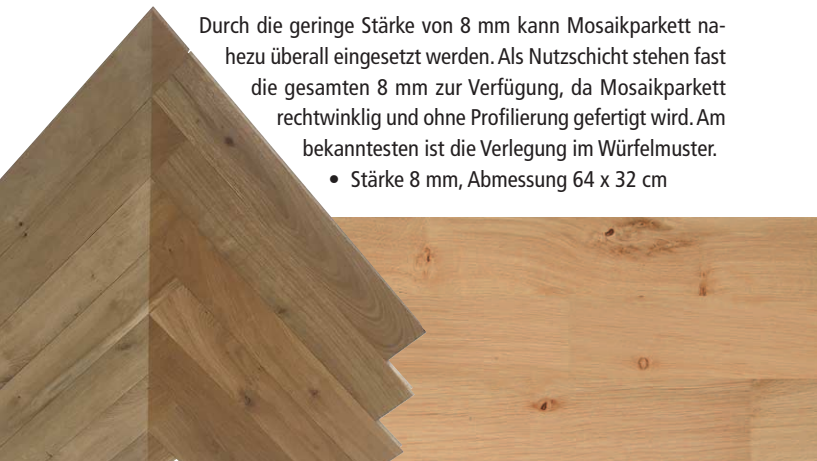 Durch die geringe Stärke von 8 mm kann Mosaikparkett na-
hezu überall eingesetzt werden. Als Nutzschicht stehen fast
die gesamten 8 mm zur Verfügung, da Mosaikparkett
rechtwinklig und ohne Profilierung gefertigt wird. Am
bekanntesten ist die Verlegung im Würfelmuster.
• Stärke 8 mm, Abmessung 64 x 32 cm